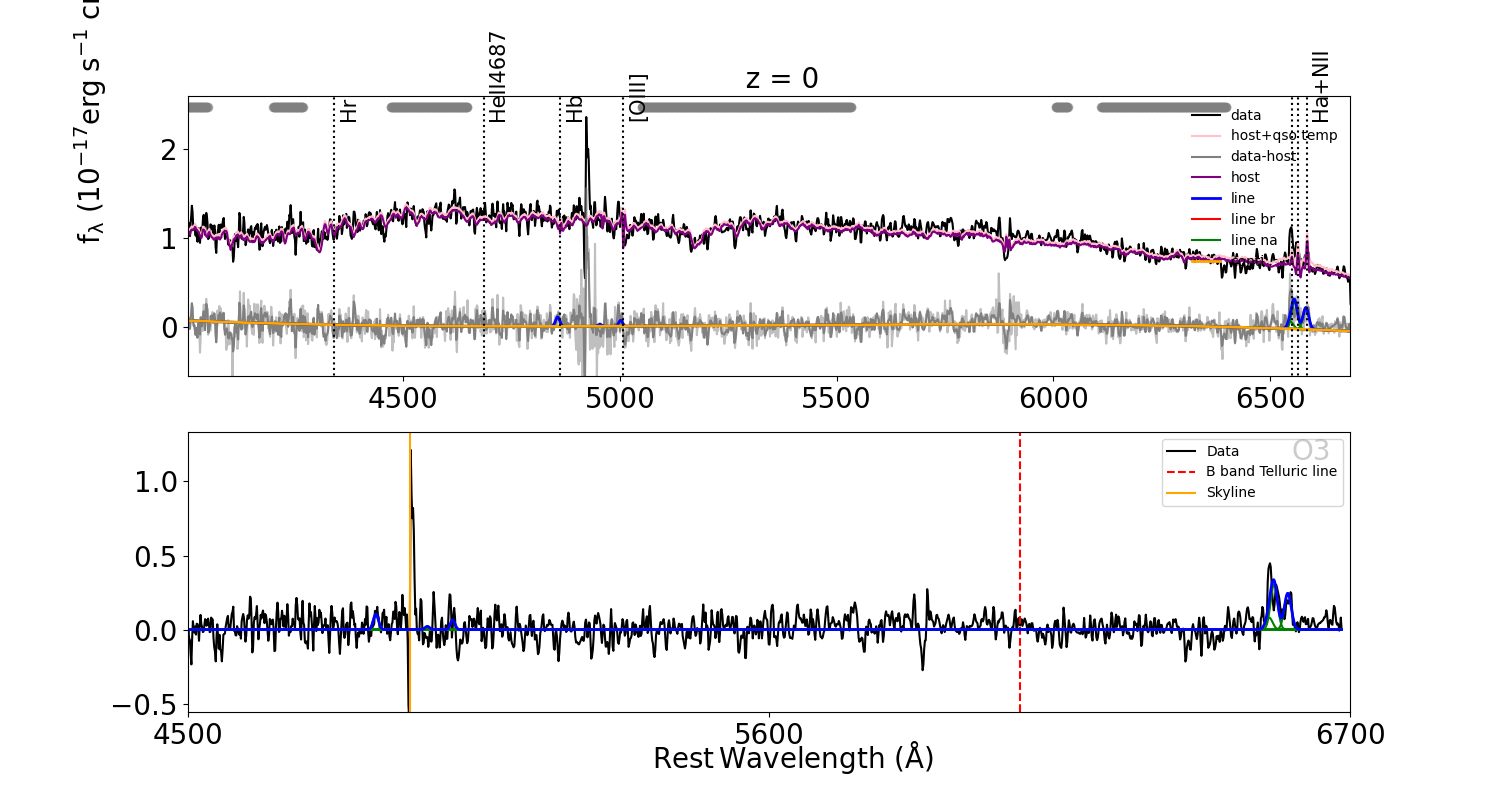 z = 0
f_λ (10^−17 erg s^−1 c
Hr
HeII4687
Hb
[OIII]
Ha+NII
data
host+qso temp
data-host
host
line
line br
line na
2
1
0
4500 5000 5500 6000 6500
O3
Data
B band Telluric line
Skyline
1.0
0.5
0.0
−0.5
4500 5600 6700
Rest Wavelength (Å)